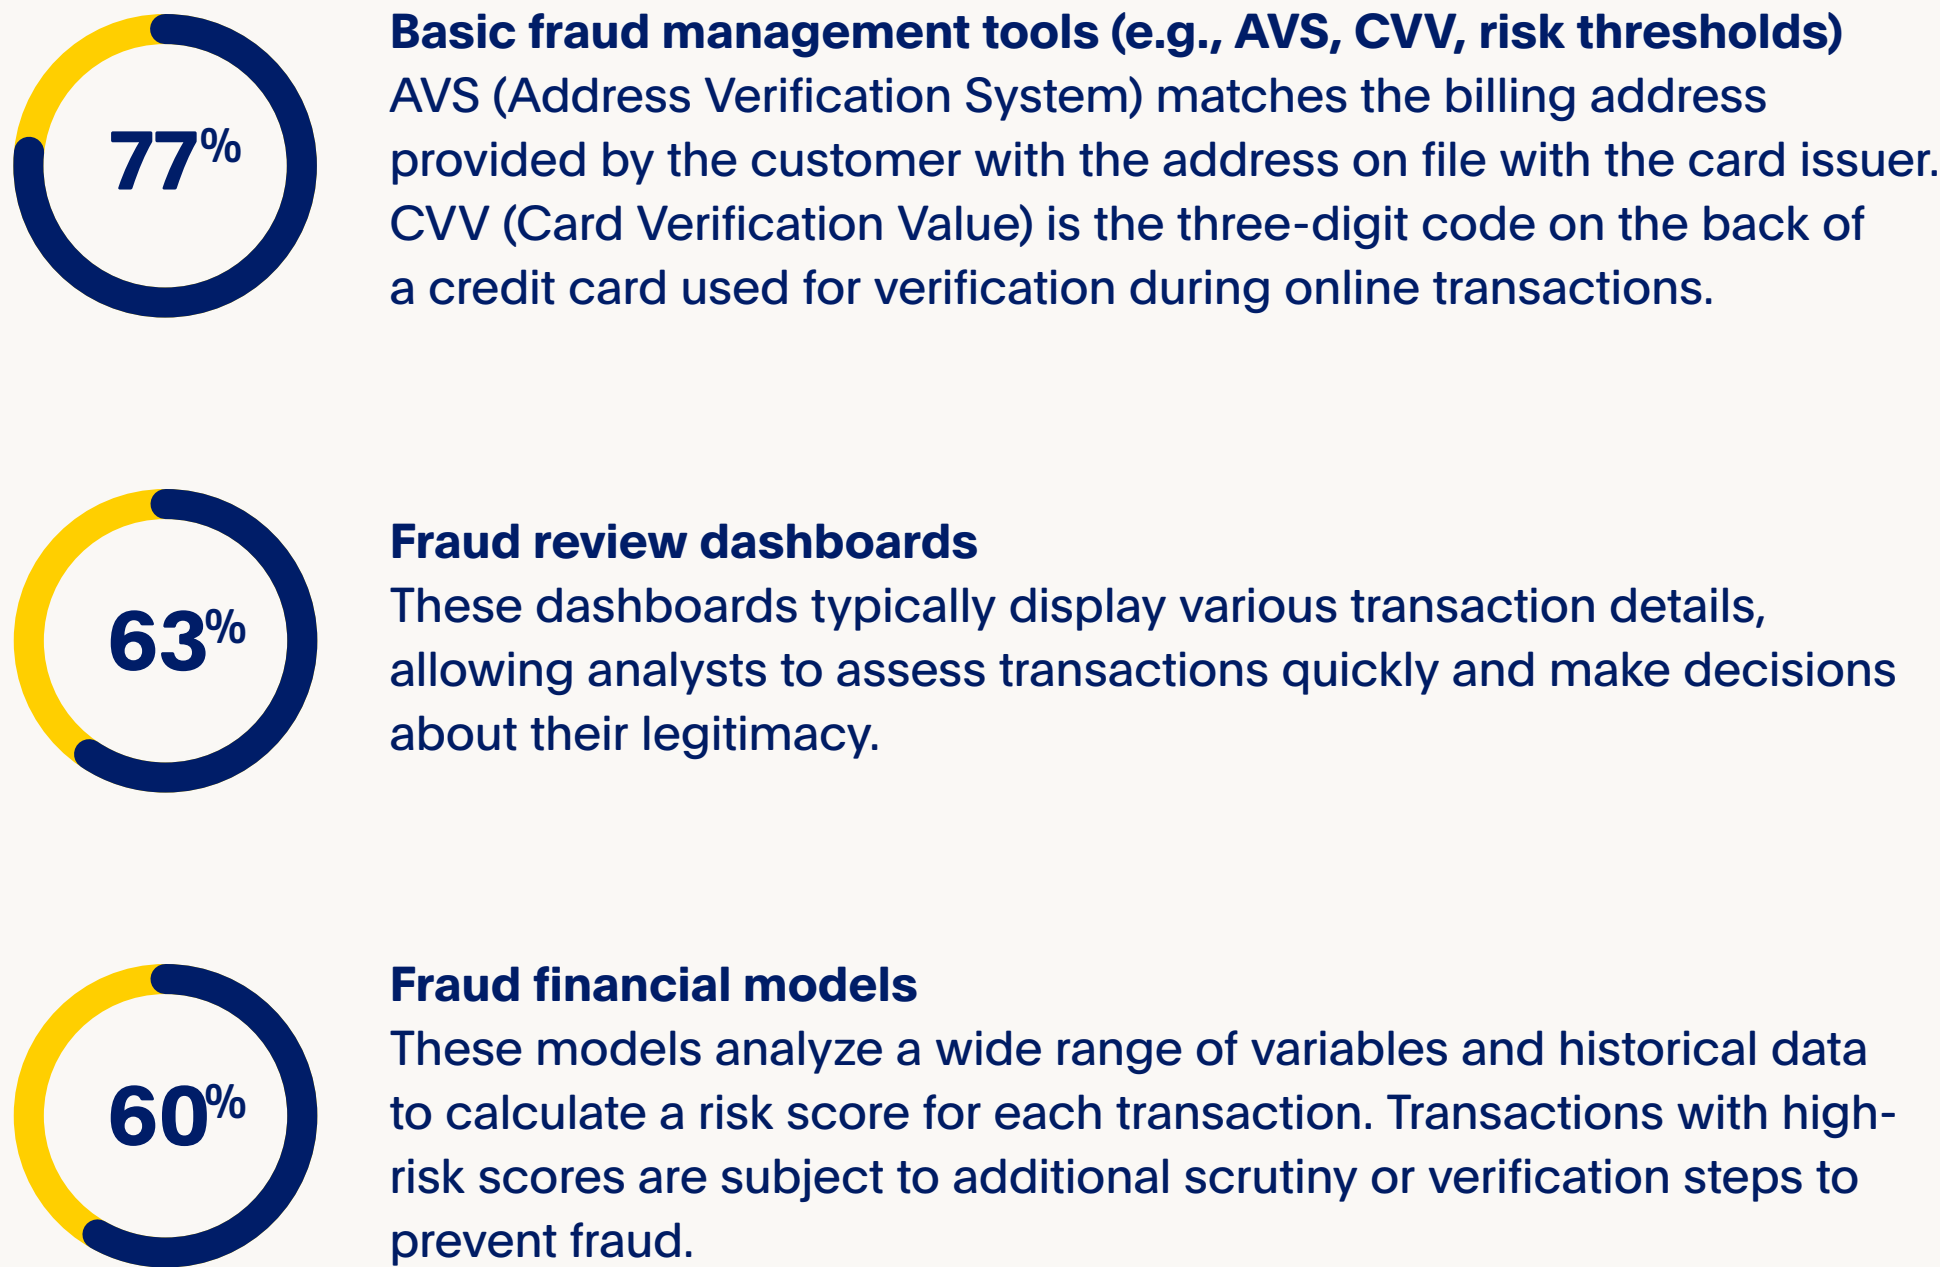 77%
Basic fraud management tools (e.g., AVS, CVV, risk thresholds)
AVS (Address Verification System) matches the billing address
provided by the customer with the address on file with the card issuer.
CVV (Card Verification Value) is the three-digit code on the back of
a credit card used for verification during online transactions.
63%
Fraud review dashboards
These dashboards typically display various transaction details,
allowing analysts to assess transactions quickly and make decisions
about their legitimacy.
60%
Fraud financial models
These models analyze a wide range of variables and historical data
to calculate a risk score for each transaction. Transactions with high-
risk scores are subject to additional scrutiny or verification steps to
prevent fraud.